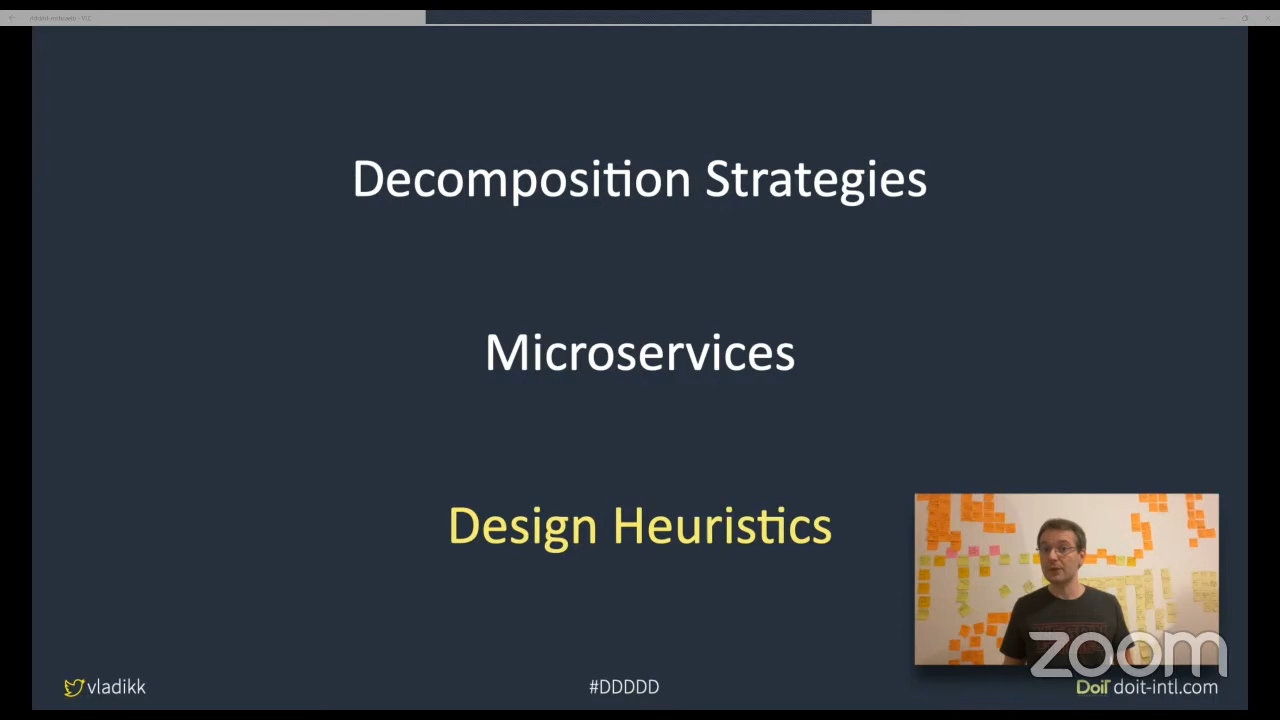 Decomposition Strategies
Microservices
Design Heuristics
zoom
vladikk
#DDDDD
DoiT doit-intl.com